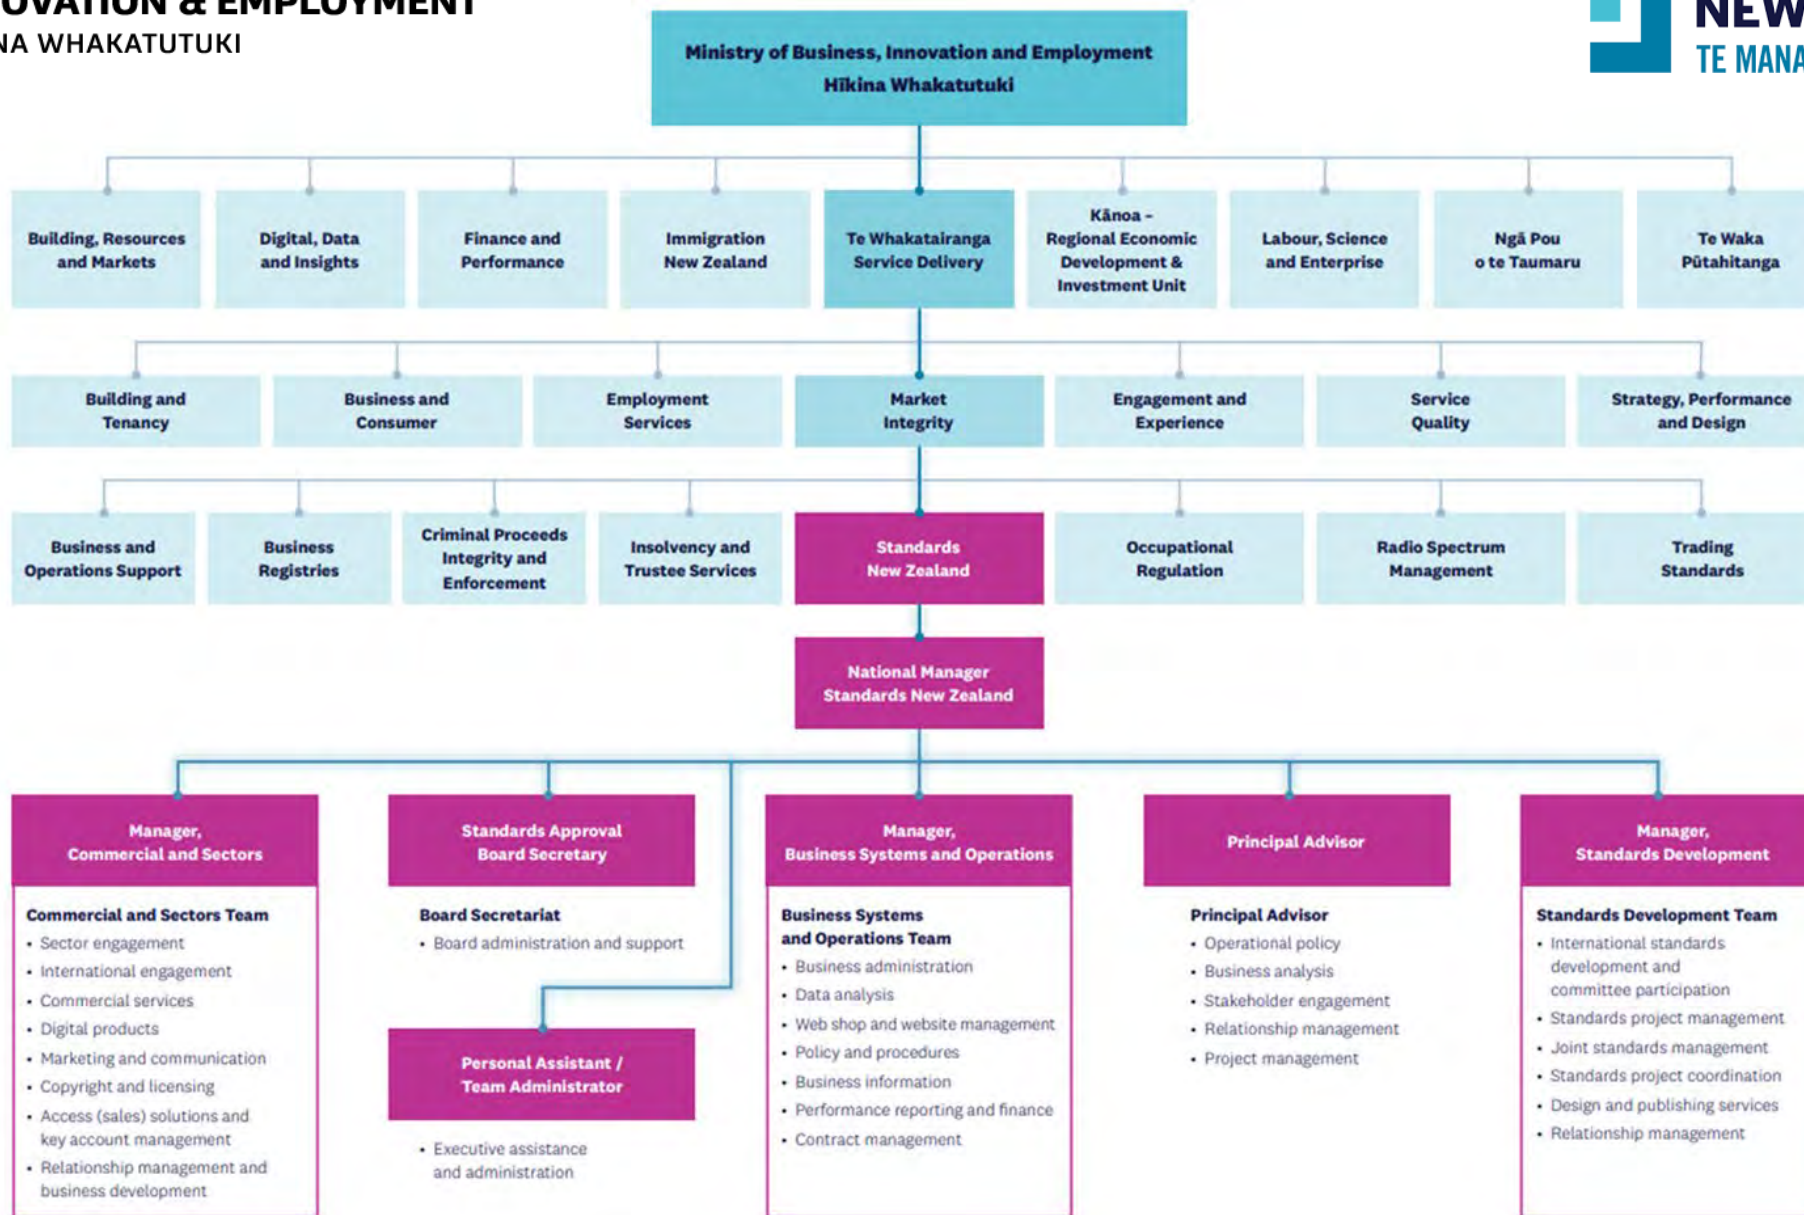 & EMPLOYMENT
WHAKATUTUKI
NEW
TE MANA
Ministry of Business, Innovation and Employment
Hīkina Whakatutuki
Building, Resources
and Markets
Digital, Data
and Insights
Finance and
Performance
Immigration
New Zealand
Te Whakatairanga
Service Delivery
Kānoa –
Regional Economic
Development &
Investment Unit
Labour, Science
and Enterprise
Ngā Pou
o te Taumaru
Te Waka
Pūtahitanga
Building and
Tenancy
Business and
Consumer
Employment
Services
Market
Integrity
Engagement and
Experience
Service
Quality
Strategy, Performance
and Design
Business and
Operations Support
Business
Registries
Criminal Proceeds
Integrity and
Enforcement
Insolvency and
Trustee Services
Standards
New Zealand
Occupational
Regulation
Radio Spectrum
Management
Trading
Standards
National Manager
Standards New Zealand
Manager,
Commercial and Sectors
Commercial and Sectors Team
• Sector engagement
• International engagement
• Commercial services
• Digital products
• Marketing and communication
• Copyright and licensing
• Access (sales) solutions and
key account management
• Relationship management and
business development
Standards Approval
Board Secretary
Board Secretariat
• Board administration and support
Personal Assistant /
Team Administrator
• Executive assistance
and administration
Manager,
Business Systems and Operations
Business Systems
and Operations Team
• Business administration
• Data analysis
• Web shop and website management
• Policy and procedures
• Business information
• Performance reporting and finance
• Contract management
Principal Advisor
Principal Advisor
• Operational policy
• Business analysis
• Stakeholder engagement
• Relationship management
• Project management
Manager,
Standards Development
Standards Development Team
• International standards
development and
committee participation
• Standards project management
• Joint standards management
• Standards project coordination
• Design and publishing services
• Relationship management